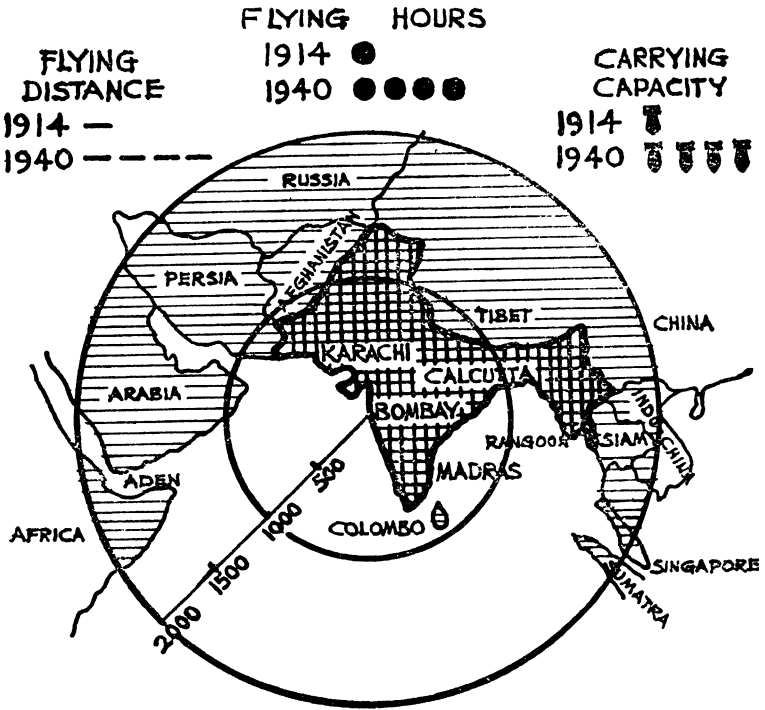 FLYING HOURS
1914
1940
FLYING
DISTANCE
1914
1940
CARRYING
CAPACITY
1914
1940
RUSSIA
AFGHANISTAN
PERSIA
TIBET
CHINA
KARACHI
CALCUTTA
ARABIA
BOMBAY
INDO CHINA
RANGOOR
SIAM
MADRAS
ADEN
500
1000
1500
2000
COLOMBO
AFRICA
SINGAPORE
SUMATRA